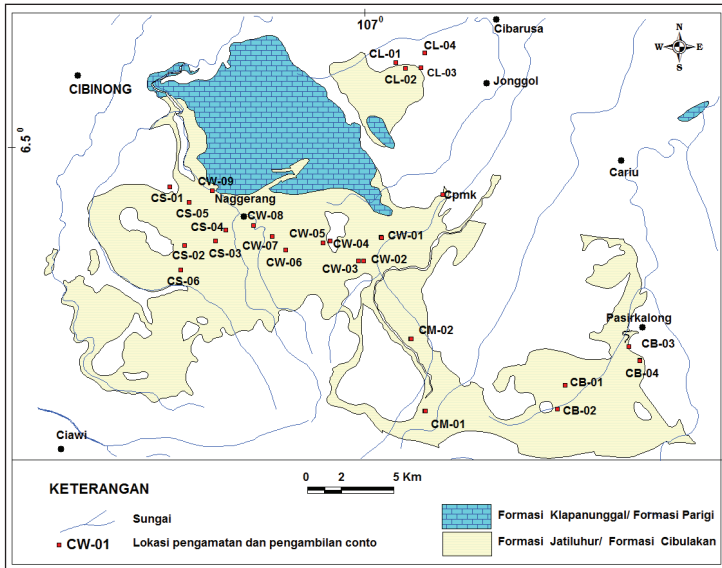 107⁰
Cibarusa
N
W E
S
CL-04
CL-01
CL-02
CL-03
CIBINONG
Jonggol
6.5⁰
Cariu
CW-09
CS-01
Naggerang
Cpmk
CS-05
CW-08
CS-04
CW-05
CW-01
CW-07
CW-04
CS-02
CS-03
CW-06
CW-03
CW-02
CS-06
Pasirkalong
CM-02
CB-03
CB-04
CB-01
CB-02
CM-01
Ciawi
KETERANGAN
0 2 5 Km
Sungai
CW-01 Lokasi pengamatan dan pengambilan conto
Formasi Klapanunggal/ Formasi Parigi
Formasi Jatiluhur/ Formasi Cibulakan